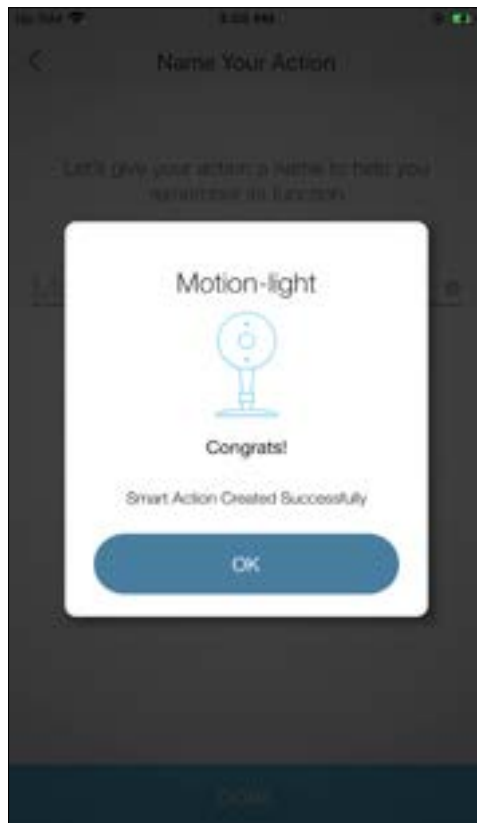 Name Your Action
Let's give your action a name to help you
remember its function
Motion-light
Congrats!
Smart Action Created Successfully
OK
DONE